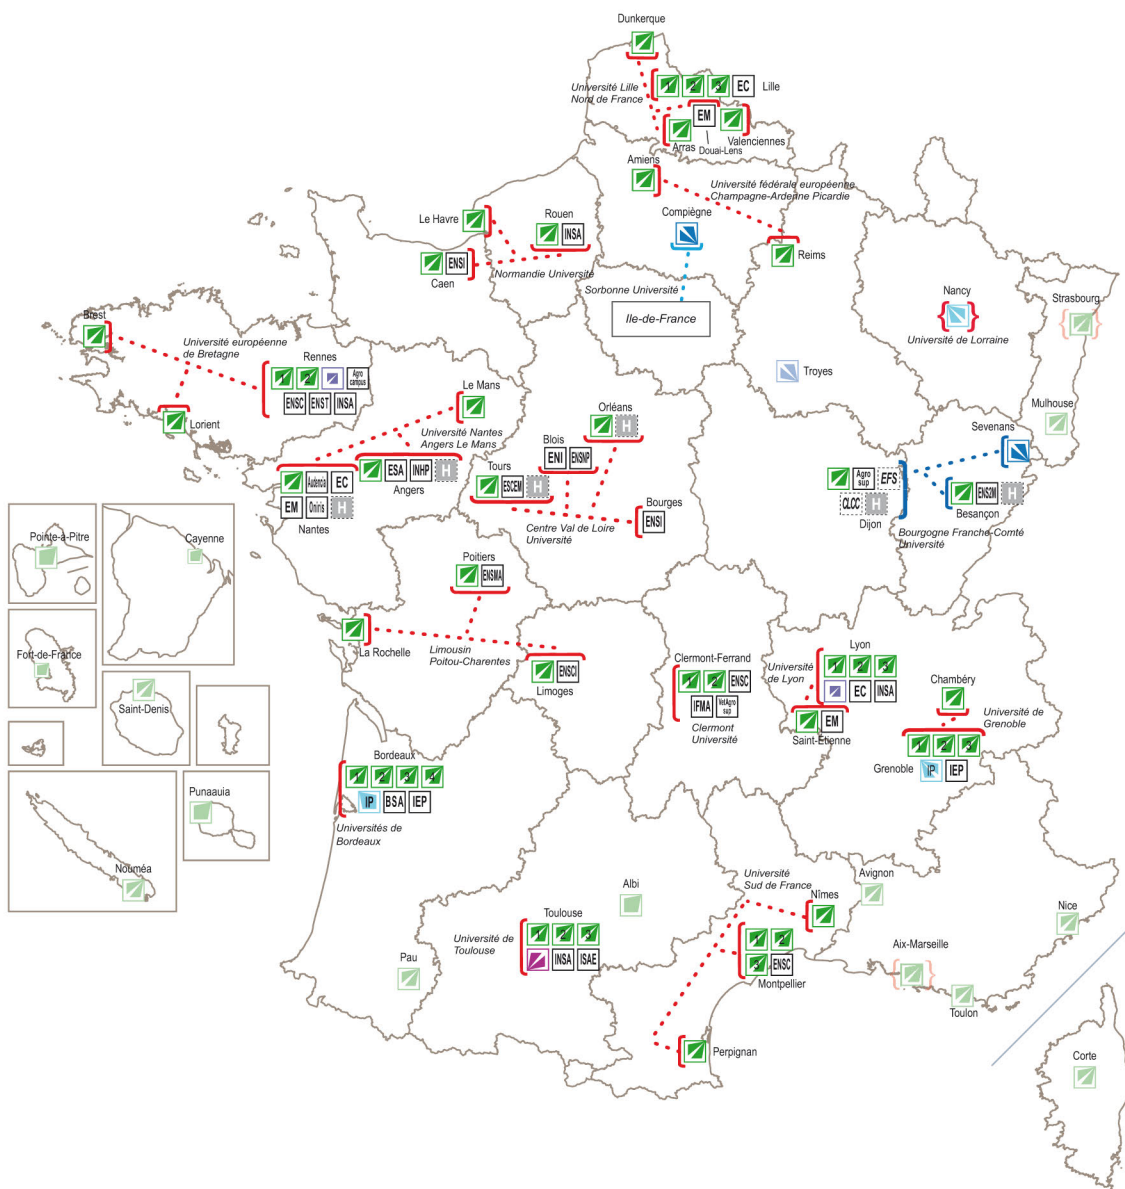 Dunkerque
Université Lille
Nord de France
1 2 3 EC Lille
EM
Arras
Douai-Lens
Valenciennes
Amiens
Université fédérale européenne
Champagne-Ardenne Picardie
Compiègne
Reims
Le Havre
Rouen
INSA
ENSI
Caen
Normandie Université
Sorbonne Université
Ile-de-France
Nancy
Université de Lorraine
Strasbourg
Troyes
Mulhouse
Brest
Université européenne
de Bretagne
Rennes
1 2 Agro
campus
ENSC ENST INSA
Lorient
Le Mans
Université Nantes
Angers Le Mans
ESA INHP H
Angers
Audencia EC
EM Oniris H
Nantes
Orléans
H
Blois
ENI ENSNP
Tours
ESCEM H
Bourges
ENSI
Centre Val de Loire
Université
Sevenans
Agro
sup
EFS
CLCC H
Dijon
ENS2M H
Besançon
Bourgogne Franche-Comté
Université
Pointe-à-Pitre
Cayenne
Fort-de-France
Saint-Denis
Punaauia
Nouméa
Poitiers
ENSMA
La Rochelle
Limousin
Poitou-Charentes
ENSCI
Limoges
Clermont-Ferrand
1 2 ENSC
IFMA VetAgro
sup
Clermont
Université
Lyon
Université
de Lyon
1 2 3
EC INSA
EM
Saint-Etienne
Chambéry
Université de
Grenoble
1 2 3
Grenoble IP IEP
Bordeaux
1 2 3 4
IP BSA IEP
Universités de
Bordeaux
Albi
Toulouse
Université de
Toulouse
1 2 3
INSA ISAE
Pau
Université
Sud de France
Nîmes
1 2
3 ENSC
Montpellier
Perpignan
Avignon
Aix-Marseille
Nice
Toulon
Corte